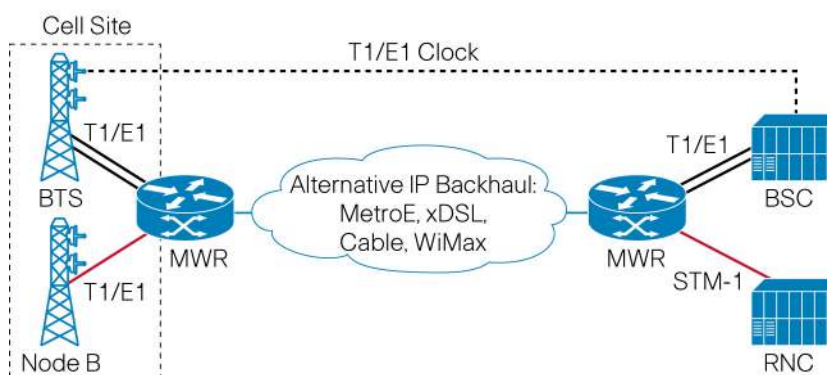 Cell Site
T1/E1 Clock
T1/E1
T1/E1
BTS
BSC
Alternative IP Backhaul:
MetroE, xDSL,
Cable, WiMax
MWR
MWR
T1/E1
STM-1
Node B
RNC